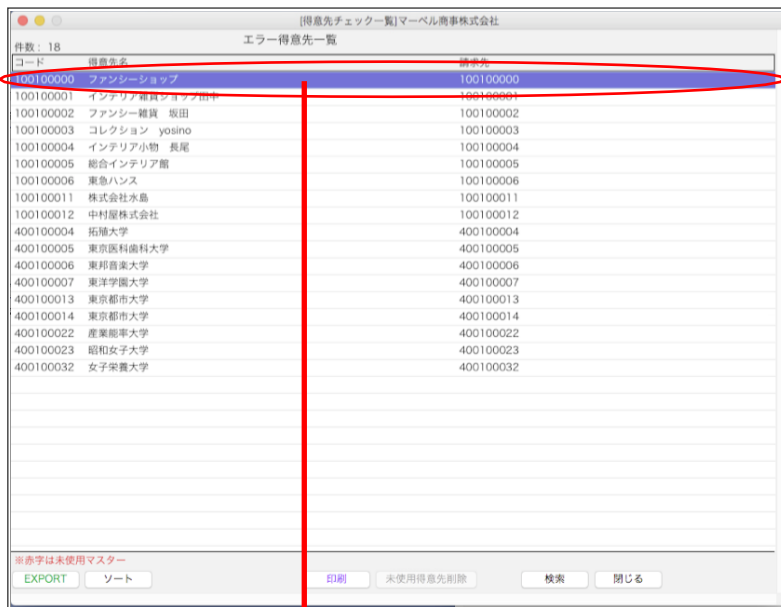 [得意先チェック一覧]マーベル商事株式会社
エラー得意先一覧
件数: 18
コード 得意先名 請求先
100100000 ファンシーショップ 100100000
100100001 インテリア雑貨ショップ田中 100100001
100100002 ファンシー雑貨 坂田 100100002
100100003 コレクション yosino 100100003
100100004 インテリア小物 長尾 100100004
100100005 総合インテリア館 100100005
100100006 東急ハンス 100100006
100100011 株式会社水島 100100011
100100012 中村屋株式会社 100100012
400100004 拓殖大学 400100004
400100005 東京医科歯科大学 400100005
400100006 東邦音楽大学 400100006
400100007 東洋学園大学 400100007
400100013 東京都市大学 400100013
400100014 東京都市大学 400100014
400100022 産業能率大学 400100022
400100023 昭和女子大学 400100023
400100032 女子栄養大学 400100032
※赤字は未使用マスター
EXPORT ソート 印刷 未使用得意先削除 検索 閉じる